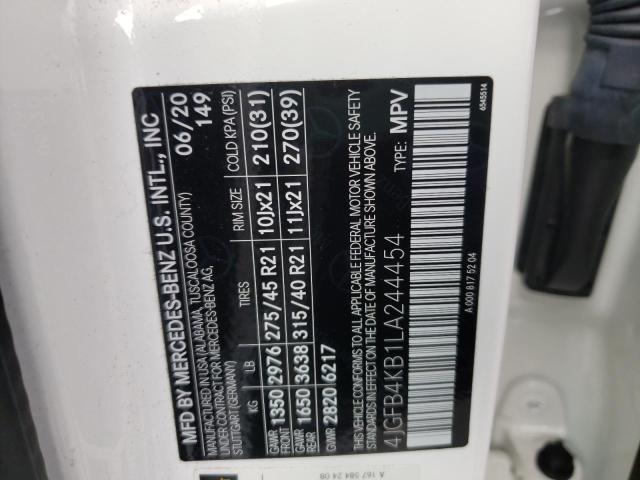 MFD BY MERCEDES-BENZ U.S. INTL., INC
MANUFACTURED IN USA (ALABAMA, TUSCALOOSA COUNTY) 06/20
UNDER CONTRACT FOR MERCEDES-BENZ AG, 149
STUTTGART (GERMANY)
KG LB TIRES RIM SIZE COLD KPA (PSI)
GAWR FRONT 1350 2976 275/45 R21 10Jx21 210(31)
GAWR REAR 1650 3638 315/40 R21 11Jx21 270(39)
GVWR 2820 6217
THIS VEHICLE CONFORMS TO ALL APPLICABLE FEDERAL MOTOR VEHICLE SAFETY
STANDARDS IN EFFECT ON THE DATE OF MANUFACTURE SHOWN ABOVE.
4JGFB4KB1LA244454 TYPE: MPV
A 000 817 52 04 6545514
A 167 584 24 08